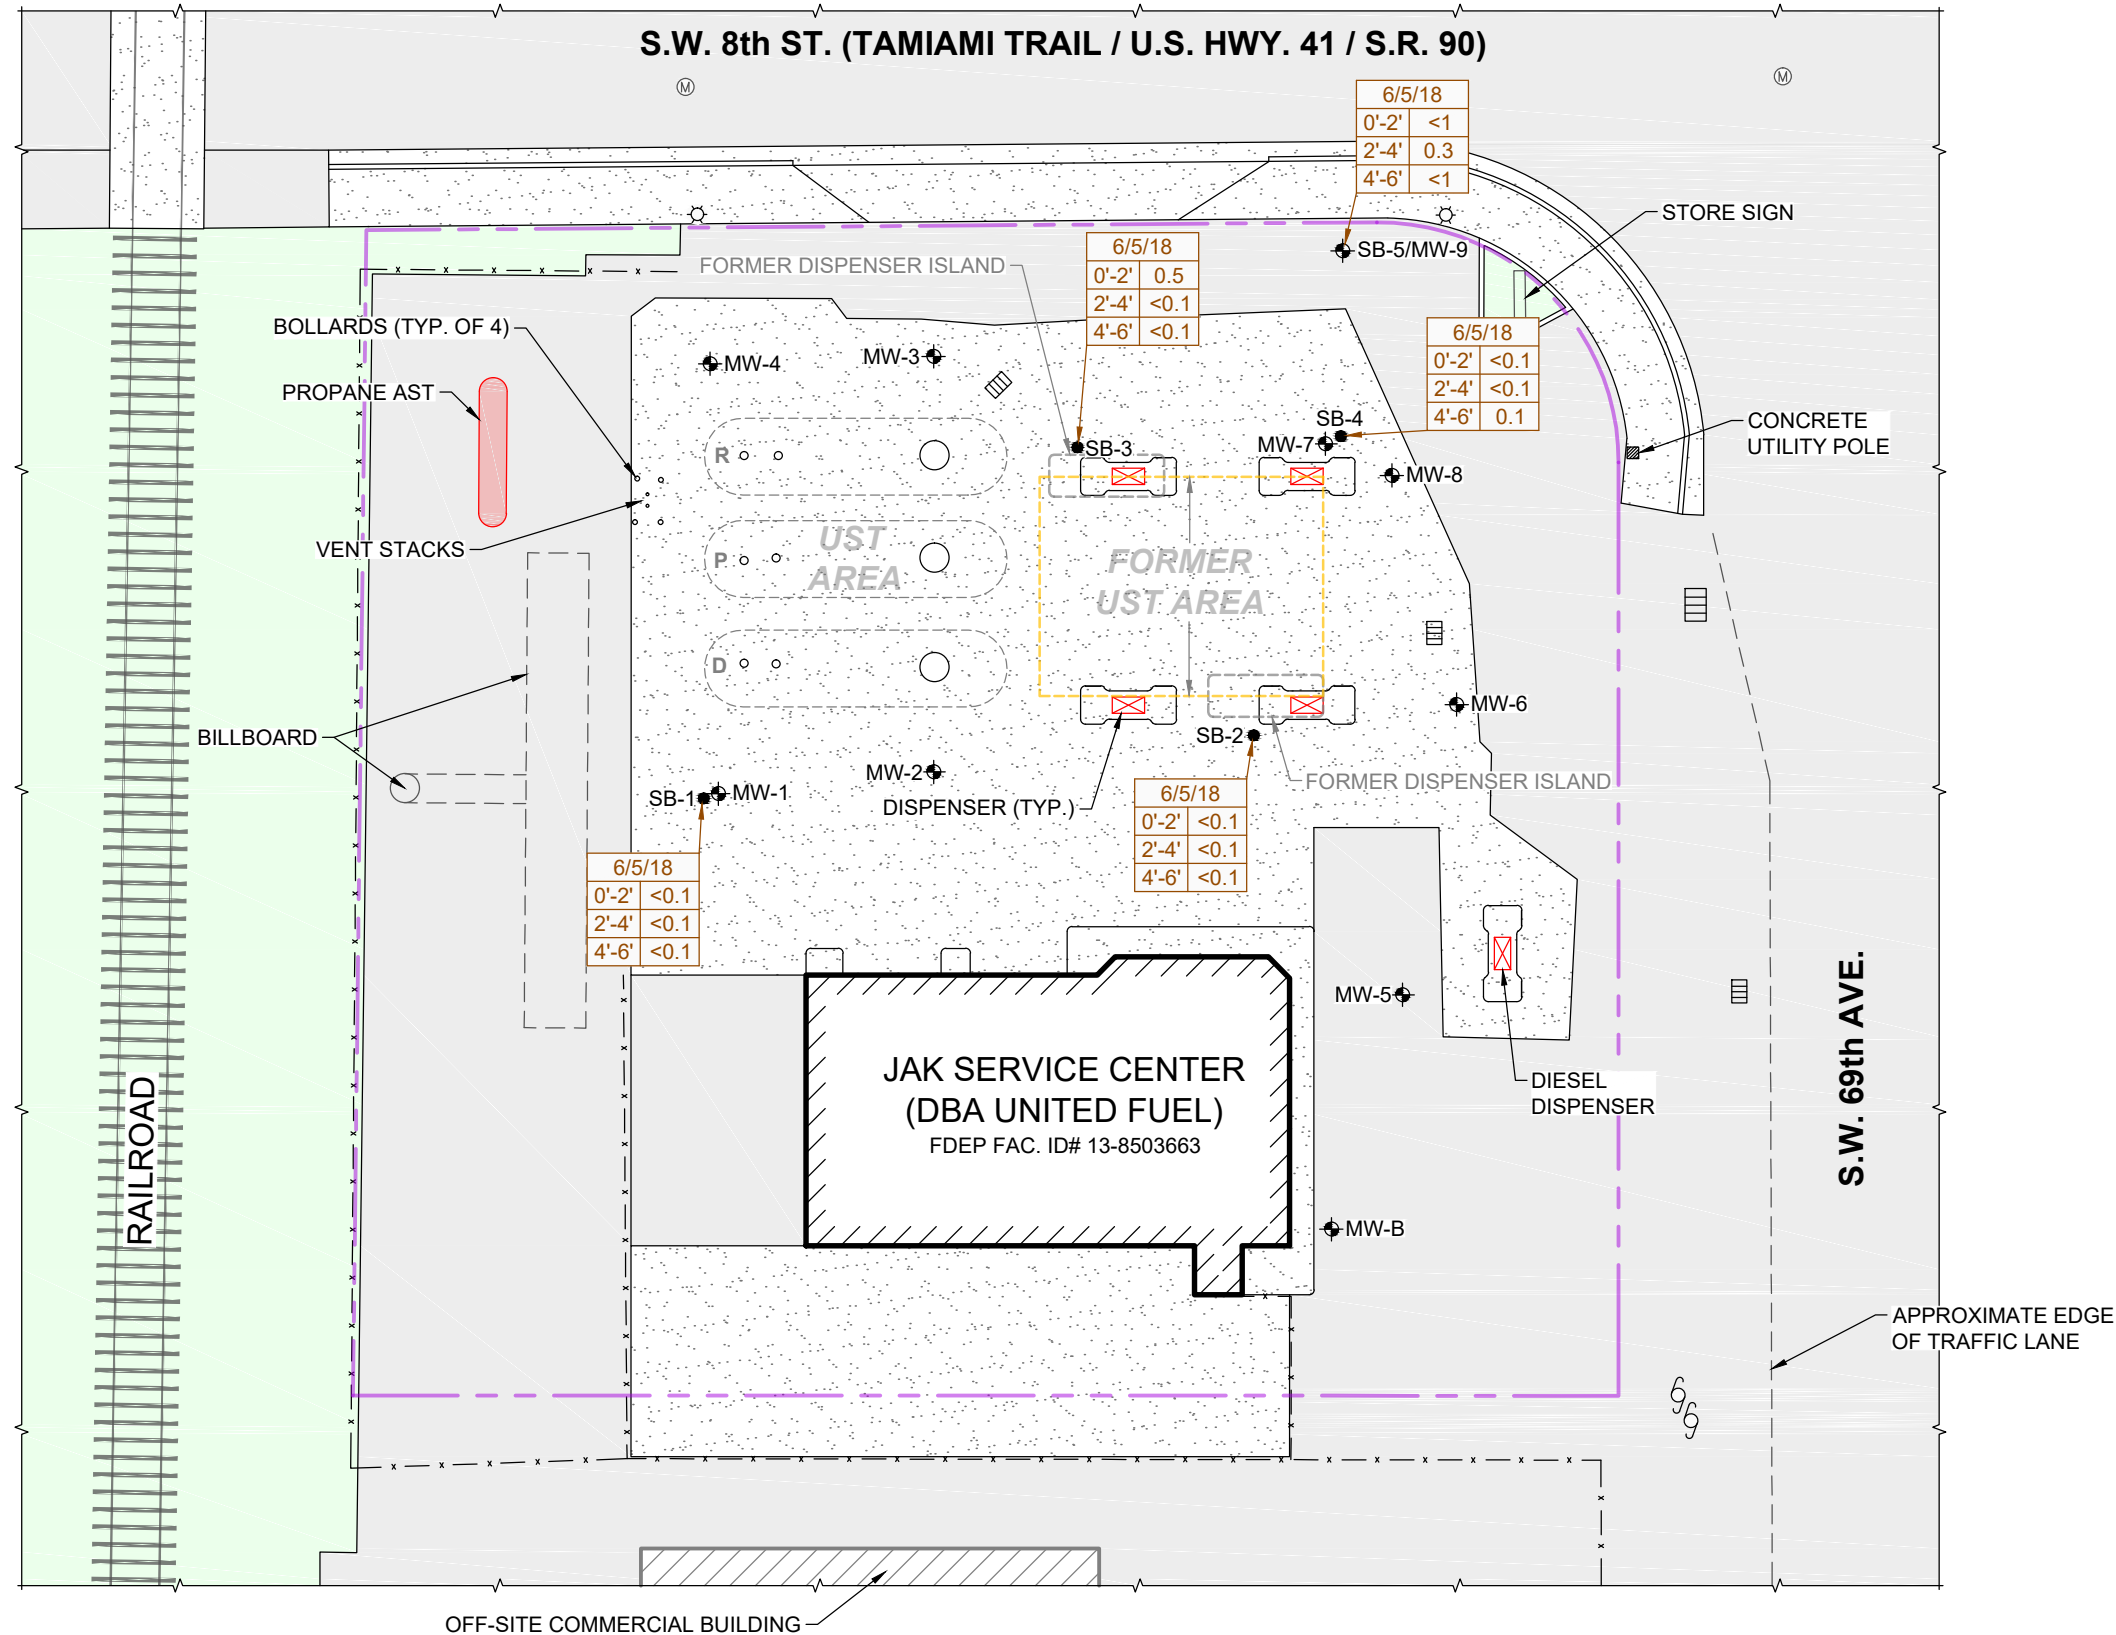 S.W. 8th ST. (TAMIAMI TRAIL / U.S. HWY. 41 / S.R. 90)
M
M
6/5/18
0'-2' <1
2'-4' 0.3
4'-6' <1
STORE SIGN
SB-5/MW-9
FORMER DISPENSER ISLAND
6/5/18
0'-2' 0.5
2'-4' <0.1
4'-6' <0.1
BOLLARDS (TYP. OF 4)
PROPANE AST
MW-4
MW-3
6/5/18
0'-2' <0.1
2'-4' <0.1
4'-6' 0.1
SB-4
MW-7
SB-3
MW-8
CONCRETE
UTILITY POLE
R
VENT STACKS
P
UST
AREA
FORMER
UST AREA
D
MW-6
BILLBOARD
SB-2
MW-2
FORMER DISPENSER ISLAND
SB-1
MW-1
DISPENSER (TYP.)
6/5/18
0'-2' <0.1
2'-4' <0.1
4'-6' <0.1
6/5/18
0'-2' <0.1
2'-4' <0.1
4'-6' <0.1
MW-5
S.W. 69th AVE.
JAK SERVICE CENTER
(DBA UNITED FUEL)
FDEP FAC. ID# 13-8503663
DIESEL
DISPENSER
RAILROAD
MW-B
APPROXIMATE EDGE
OF TRAFFIC LANE
OFF-SITE COMMERCIAL BUILDING